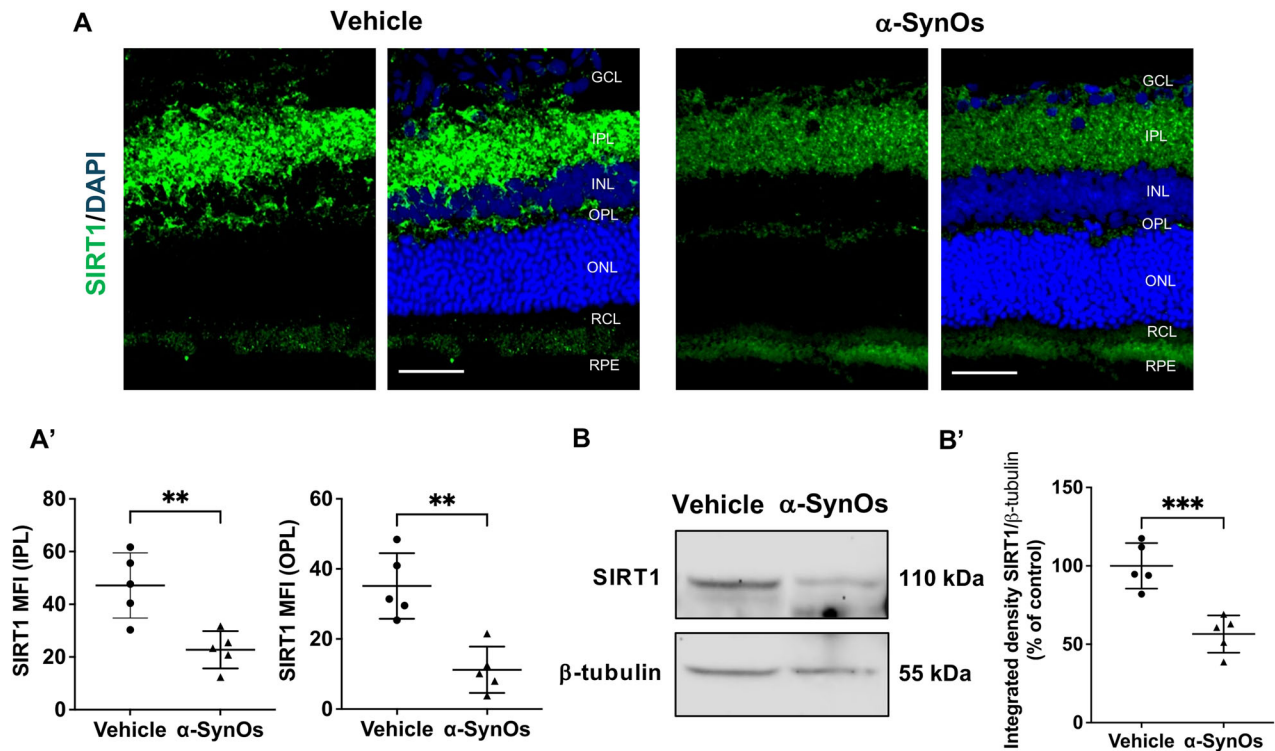 A
Vehicle
α-SynOs
SIRT1/DAPI
GCL
IPL
INL
OPL
ONL
RCL
RPE
GCL
IPL
INL
OPL
ONL
RCL
RPE
A’
SIRT1 MFI (IPL)
80
60
40
20
0
**
Vehicle α-SynOs
SIRT1 MFI (OPL)
60
40
20
0
**
Vehicle α-SynOs
B
Vehicle α-SynOs
SIRT1
110 kDa
β-tubulin
55 kDa
B’
Integrated density SIRT1/β-tubulin
(% of control)
150
100
50
0
***
Vehicle α-SynOs